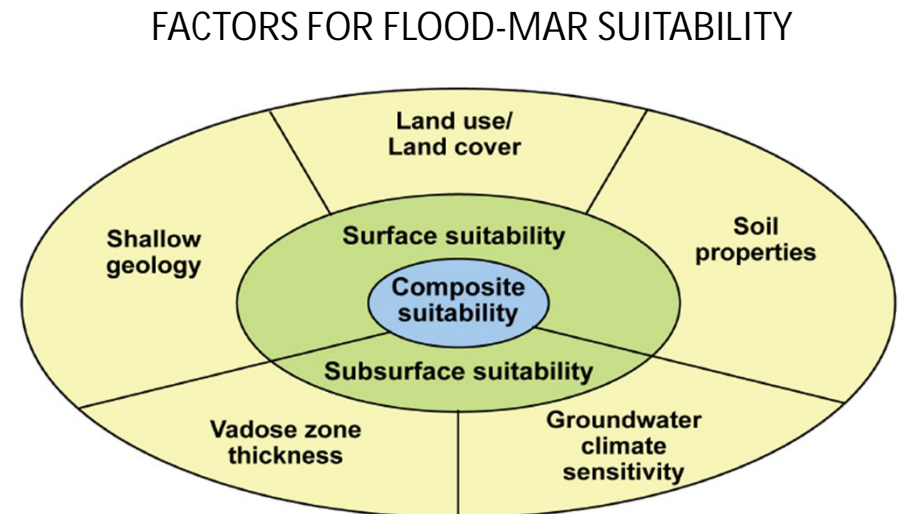 FACTORS FOR FLOOD-MAR SUITABILITY
Land use/
Land cover
Shallow
geology
Surface suitability
Soil
properties
Composite
suitability
Subsurface suitability
Vadose zone
thickness
Groundwater
climate
sensitivity